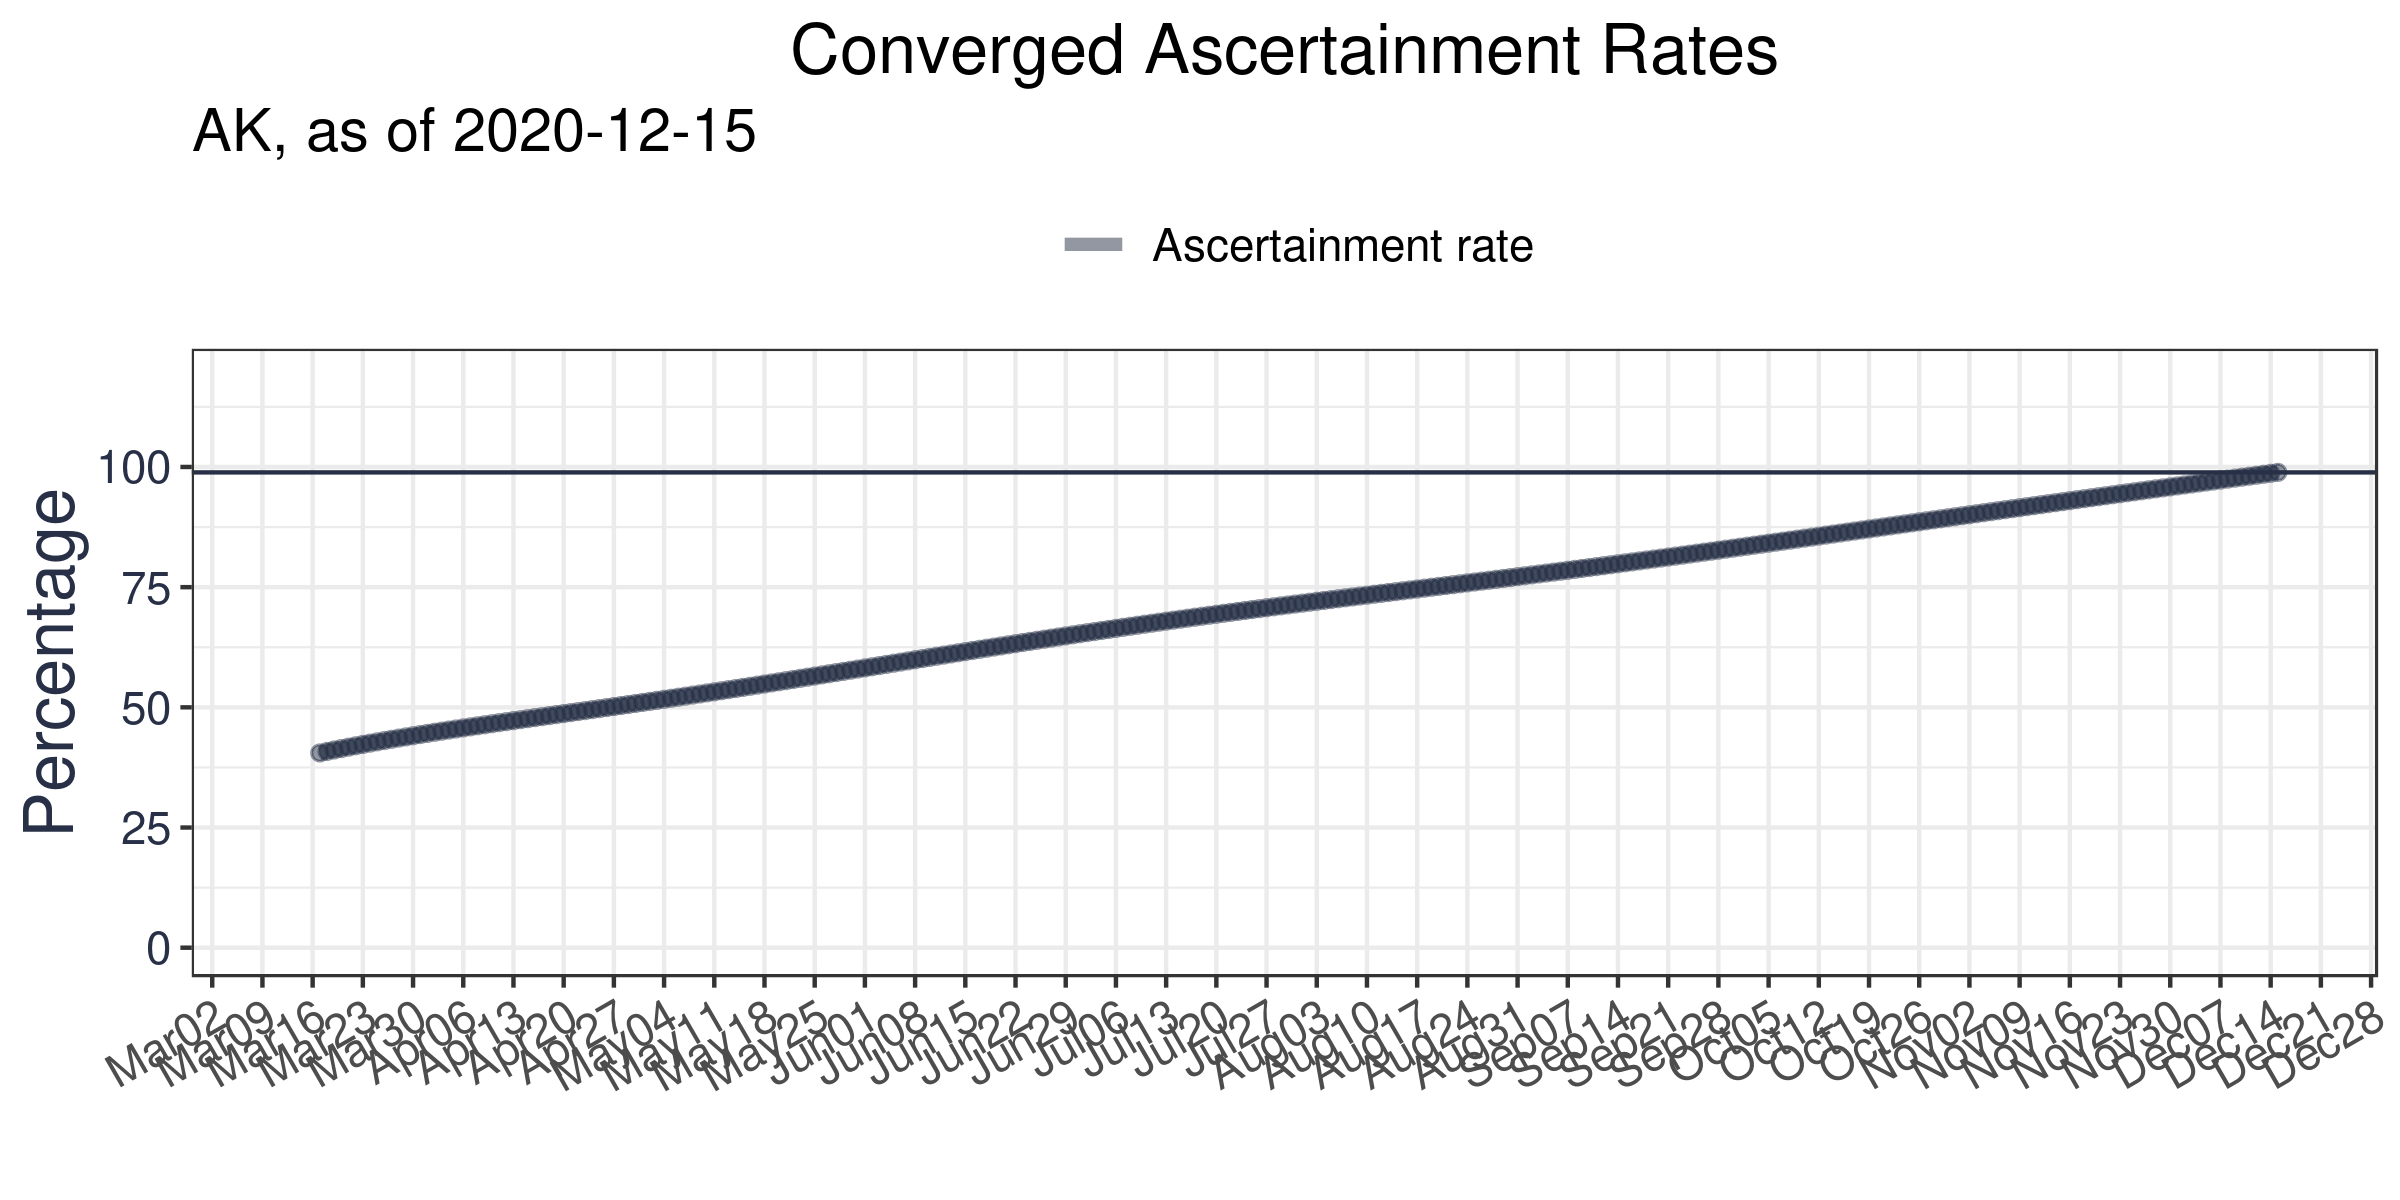 Converged Ascertainment Rates
AK, as of 2020-12-15
Ascertainment rate
Percentage
100
75
50
25
0
Mar02
Mar09
Mar16
Mar23
Mar30
Apr06
Apr13
Apr20
Apr27
May04
May11
May18
May25
Jun01
Jun08
Jun15
Jun22
Jun29
Jul06
Jul13
Jul20
Jul27
Aug03
Aug10
Aug17
Aug24
Aug31
Sep07
Sep14
Sep21
Sep28
Oct05
Oct12
Oct19
Oct26
Nov02
Nov09
Nov16
Nov23
Nov30
Dec07
Dec14
Dec21
Dec28